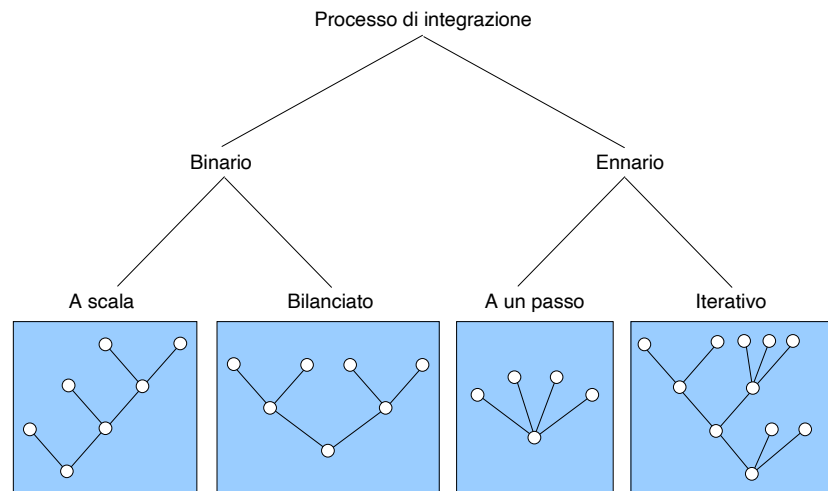 Processo di integrazione
Binario
Ennario
A scala
Bilanciato
A un passo
Iterativo